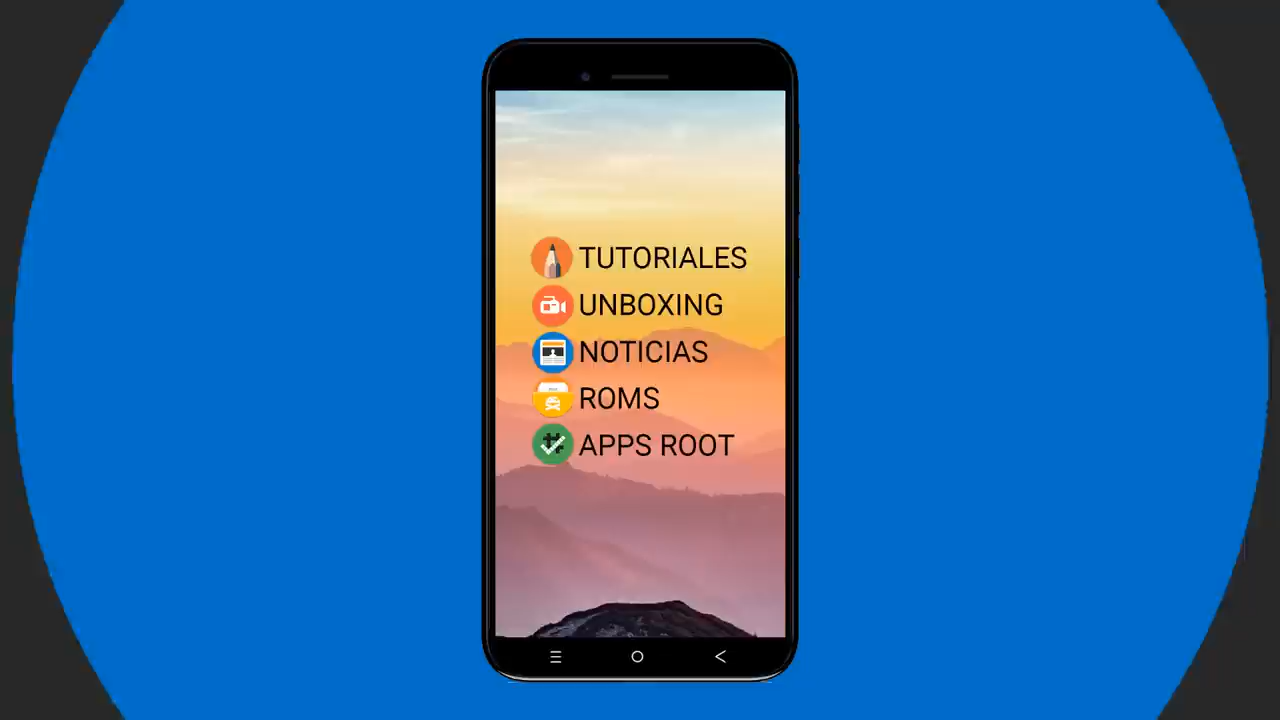 TUTORIALES
UNBOXING
NOTICIAS
ROMS
APPS ROOT